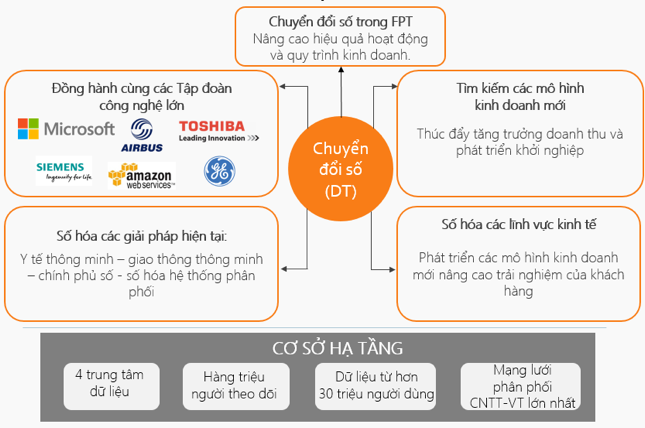 Chuyển đổi số trong FPT
Nâng cao hiệu quả hoạt động
và quy trình kinh doanh.
Đồng hành cùng các Tập đoàn
công nghệ lớn
Microsoft
AIRBUS
TOSHIBA
Leading Innovation >>>
SIEMENS
Ingenuity for life
amazon
web services™
GE
Tìm kiếm các mô hình
kinh doanh mới
Thúc đẩy tăng trưởng doanh thu và
phát triển khởi nghiệp
Chuyển
đổi số
(DT)
Số hóa các giải pháp hiện tại:
Y tế thông minh – giao thông thông minh
– chính phủ số - số hóa hệ thống phân
phối
Số hóa các lính vực kinh tế
Phát triển các mô hình kinh doanh
mới nâng cao trải nghiệm của khách
hàng
CƠ SỞ HẠ TẦNG
4 trung tâm
dữ liệu
Hàng triệu
người theo dõi
Dữ liệu từ hơn
30 triệu người dùng
Mạng lưới
phân phối
CNTT-VT lớn nhất